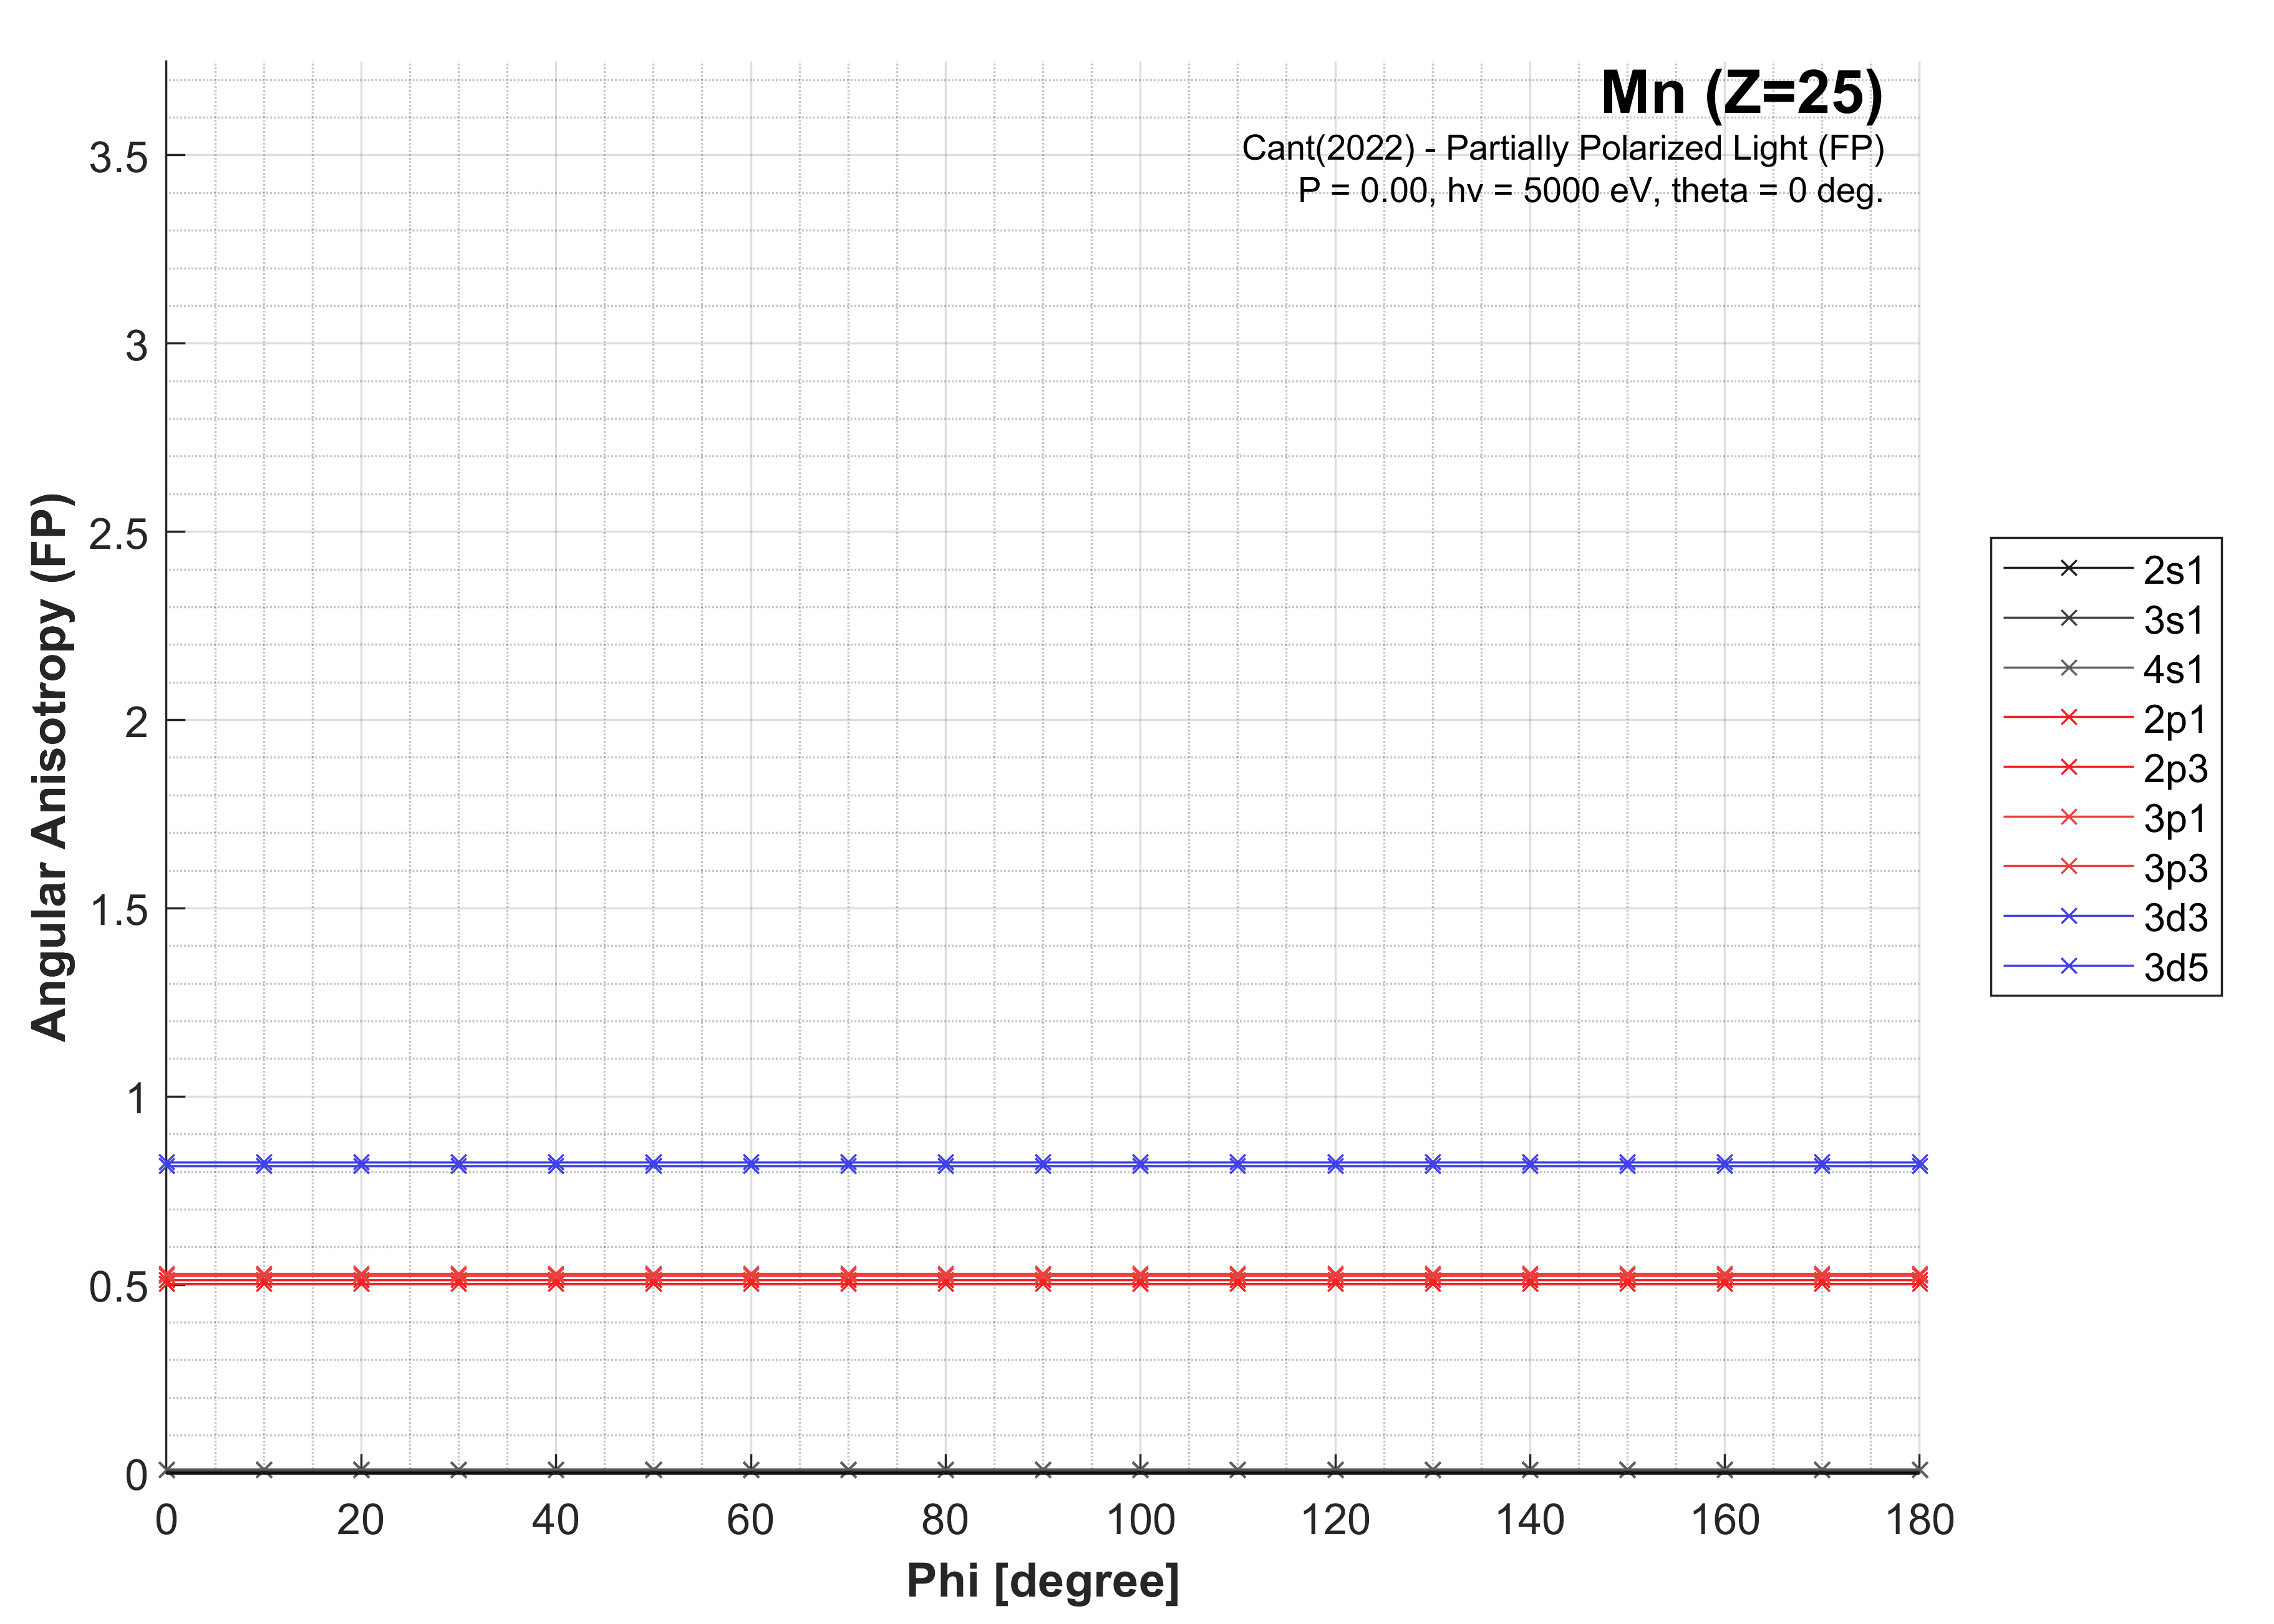 Mn (Z=25)
Cant(2022) - Partially Polarized Light (FP)
P = 0.00, hv = 5000 eV, theta = 0 deg.
Angular Anisotropy (FP)
3.5
3
2.5
2
1.5
1
0.5
0
0 20 40 60 80 100 120 140 160 180
Phi [degree]
2s1
3s1
4s1
2p1
2p3
3p1
3p3
3d3
3d5